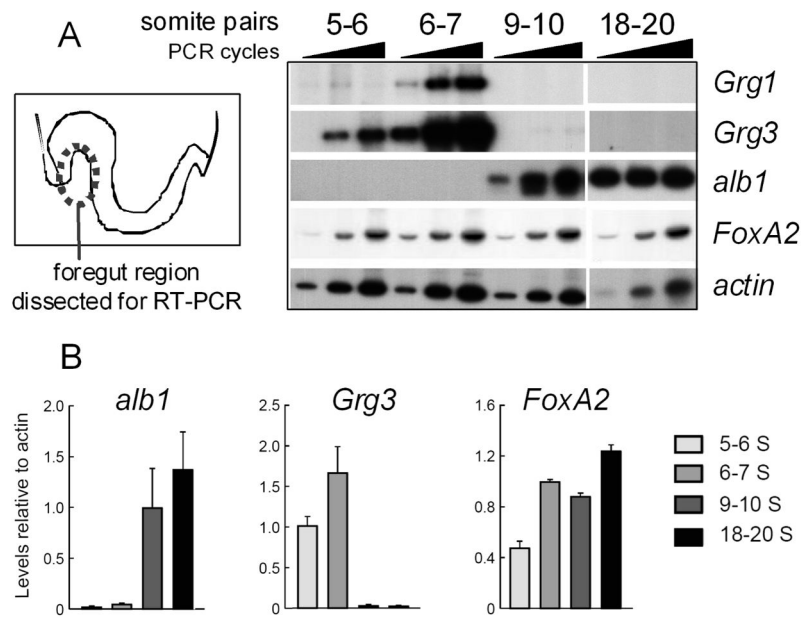 A
somite pairs 5-6 6-7 9-10 18-20
PCR cycles
Grg1
Grg3
alb1
FoxA2
actin
foregut region
dissected for RT-PCR
B
alb1 Grg3 FoxA2
Levels relative to actin
2.0
1.5
1.0
0.5
0
2.5
2.0
1.5
1.0
0.5
0
1.6
1.2
0.8
0.4
0
5-6 S
6-7 S
9-10 S
18-20 S